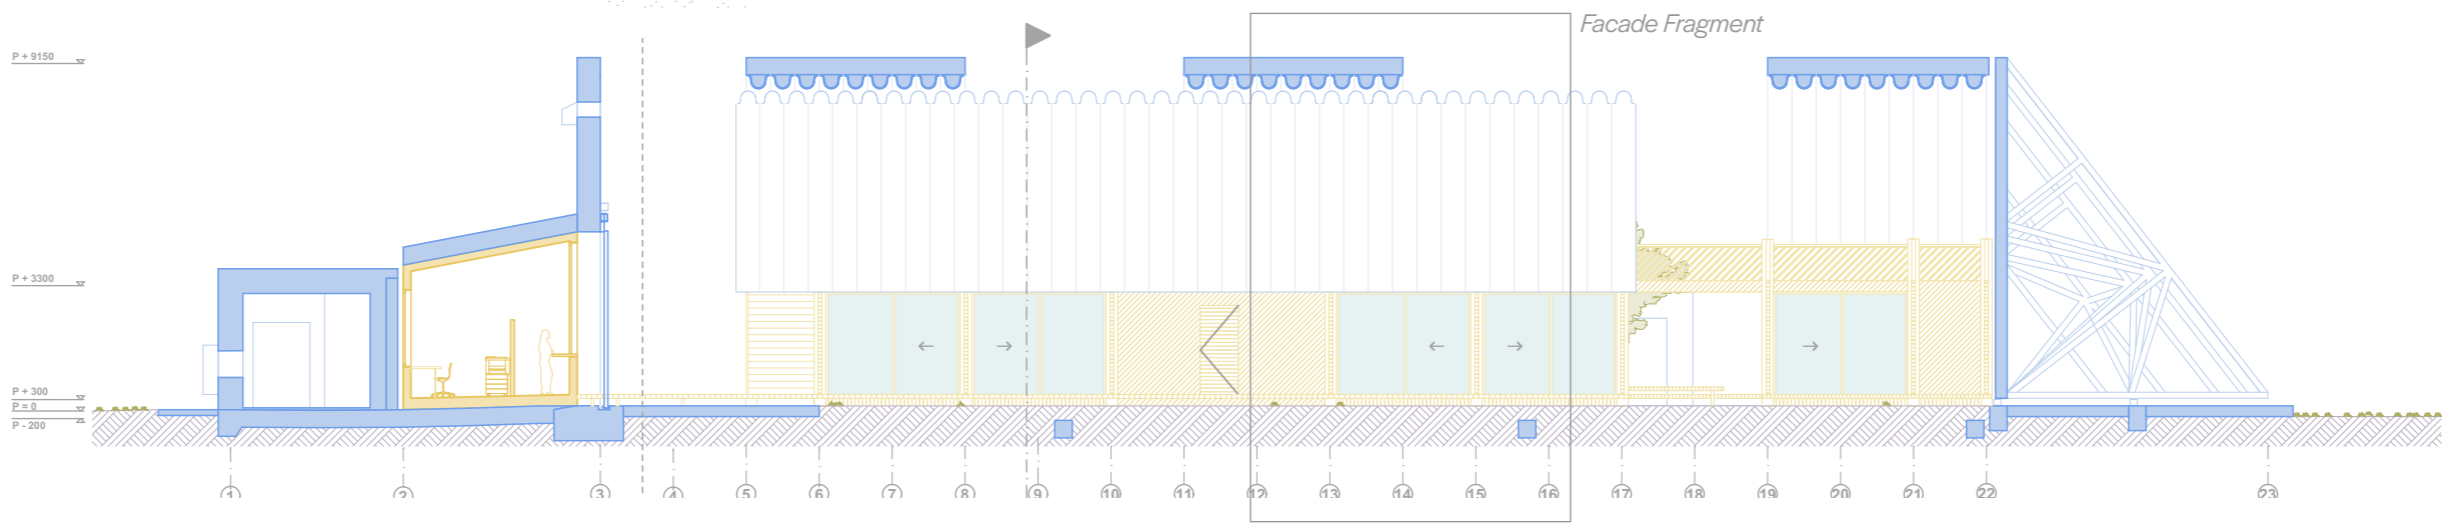 Facade Fragment
P + 9150
P + 3300
P + 300
P = 0
P - 200
1 2 3 4 5 6 7 8 9 10 11 12 13 14 15 16 17 18 19 20 21 22 23